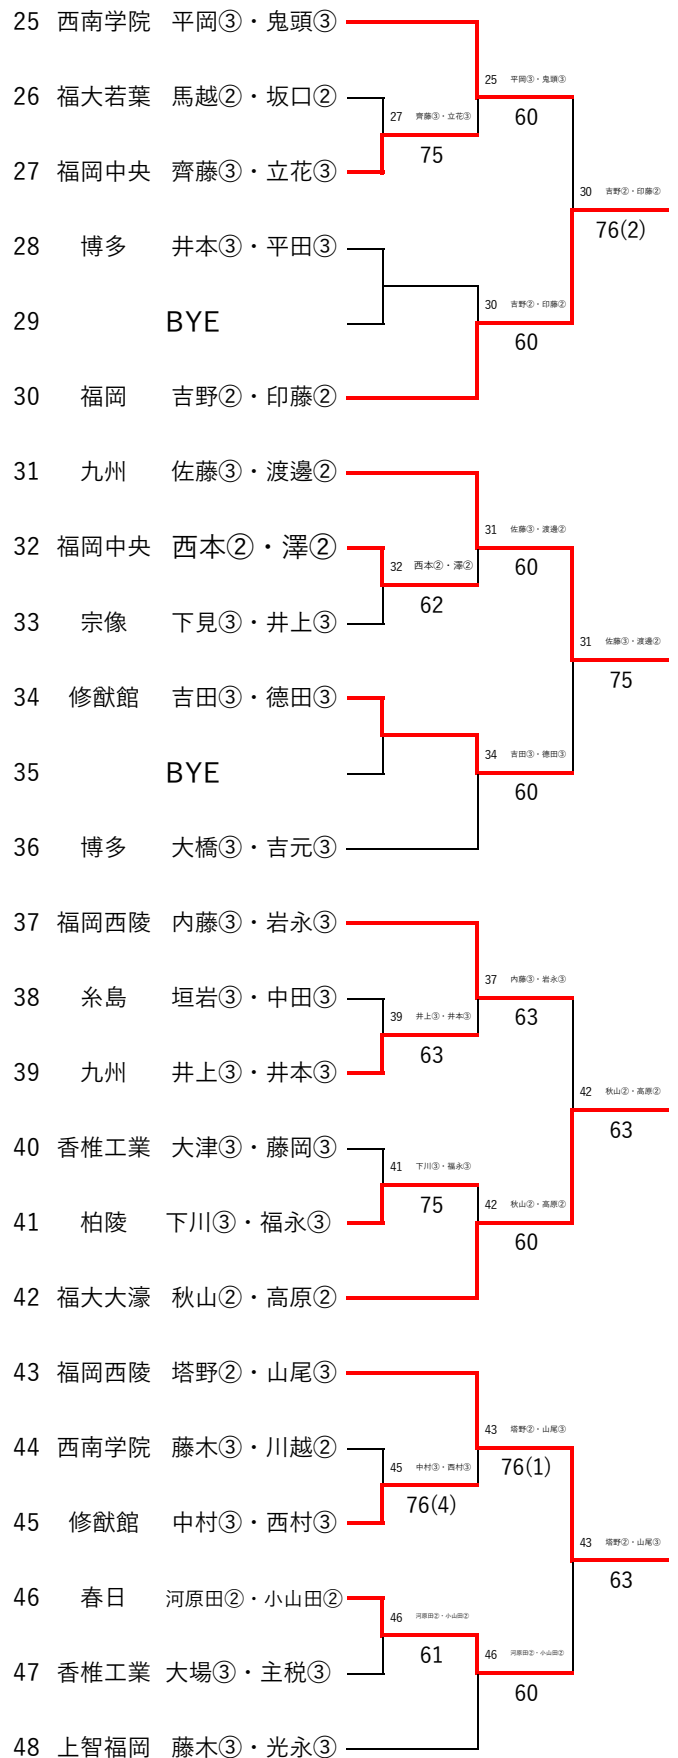 25 西南学院 平岡③・鬼頭③
25 平岡③・鬼頭③
26 福大若葉 馬越②・坂口②
60
27 齊藤③・立花③
75
27 福岡中央 齊藤③・立花③
30 吉野②・印藤②
76(2)
28 博多 井本③・平田③
30 吉野②・印藤②
29 BYE
60
30 福岡 吉野②・印藤②
31 九州 佐藤③・渡邊②
31 佐藤③・渡邊②
32 福岡中央 西本②・澤②
60
32 西本②・澤②
62
33 宗像 下見③・井上③
31 佐藤③・渡邊②
75
34 修猷館 吉田③・德田③
34 吉田③・德田③
35 BYE
60
36 博多 大橋③・吉元③
37 福岡西陵 内藤③・岩永③
37 内藤③・岩永③
38 糸島 垣岩③・中田③
63
39 井上③・井本③
63
39 九州 井上③・井本③
42 秋山②・高原②
63
40 香椎工業 大津③・藤岡③
41 下川③・福永③
75
42 秋山②・高原②
41 柏陵 下川③・福永③
60
42 福大大濠 秋山②・高原②
43 福岡西陵 塔野②・山尾③
43 塔野②・山尾③
44 西南学院 藤木③・川越②
76(1)
45 中村③・西村③
76(4)
45 修猷館 中村③・西村③
43 塔野②・山尾③
63
46 春日 河原田②・小山田②
46 河原田②・小山田②
61
46 河原田②・小山田②
47 香椎工業 大場③・主税③
60
48 上智福岡 藤木③・光永③